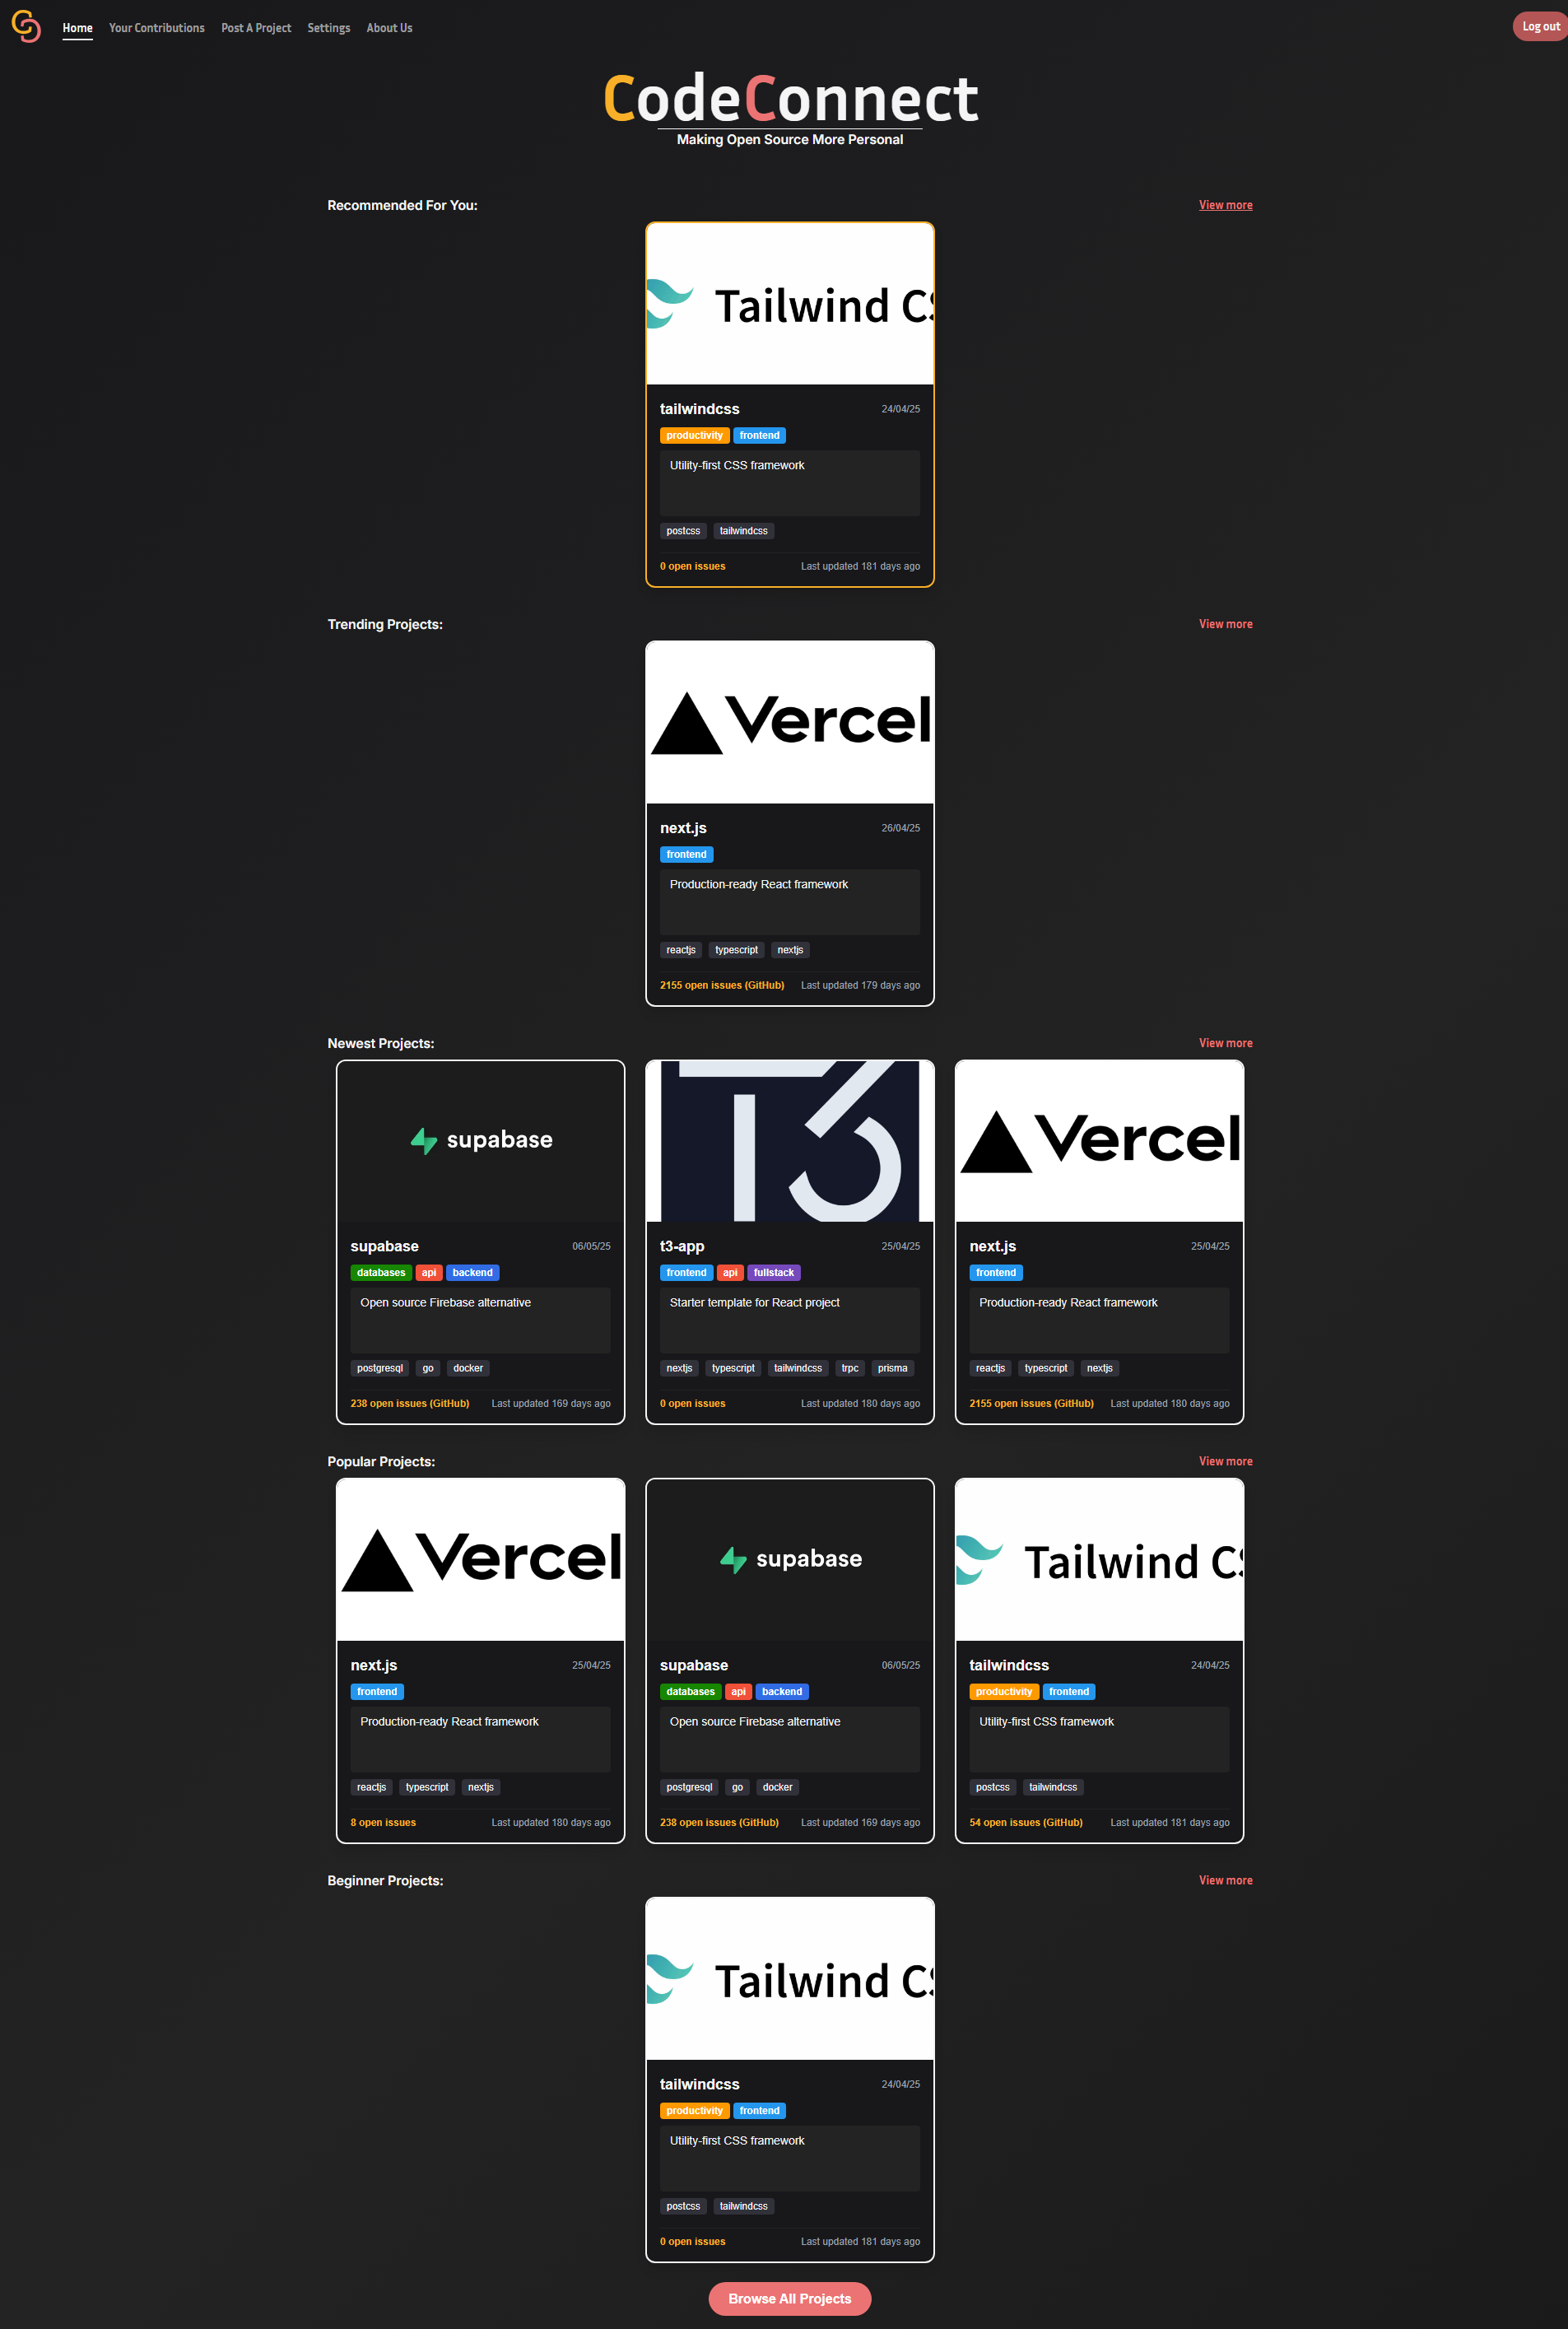 Home Your Contributions Post A Project Settings About Us Log out
CodeConnect
Making Open Source More Personal
Recommended For You: View more
Tailwind CS
tailwindcss 24/04/25
productivity frontend
Utility-first CSS framework
postcss tailwindcss
0 open issues Last updated 181 days ago
Trending Projects: View more
Vercel
next.js 26/04/25
frontend
Production-ready React framework
reactjs typescript nextjs
2155 open issues (GitHub) Last updated 179 days ago
Newest Projects: View more
supabase
supabase 06/05/25
databases api backend
Open source Firebase alternative
postgresql go docker
238 open issues (GitHub) Last updated 169 days ago
T3
t3-app 25/04/25
frontend api fullstack
Starter template for React project
nextjs typescript tailwindcss trpc prisma
0 open issues Last updated 180 days ago
Vercel
next.js 25/04/25
frontend
Production-ready React framework
reactjs typescript nextjs
2155 open issues (GitHub) Last updated 180 days ago
Popular Projects: View more
Vercel
next.js 25/04/25
frontend
Production-ready React framework
reactjs typescript nextjs
8 open issues Last updated 180 days ago
supabase
supabase 06/05/25
databases api backend
Open source Firebase alternative
postgresql go docker
238 open issues (GitHub) Last updated 169 days ago
Tailwind CS
tailwindcss 24/04/25
productivity frontend
Utility-first CSS framework
postcss tailwindcss
54 open issues (GitHub) Last updated 181 days ago
Beginner Projects: View more
Tailwind CS
tailwindcss 24/04/25
productivity frontend
Utility-first CSS framework
postcss tailwindcss
0 open issues Last updated 181 days ago
Browse All Projects